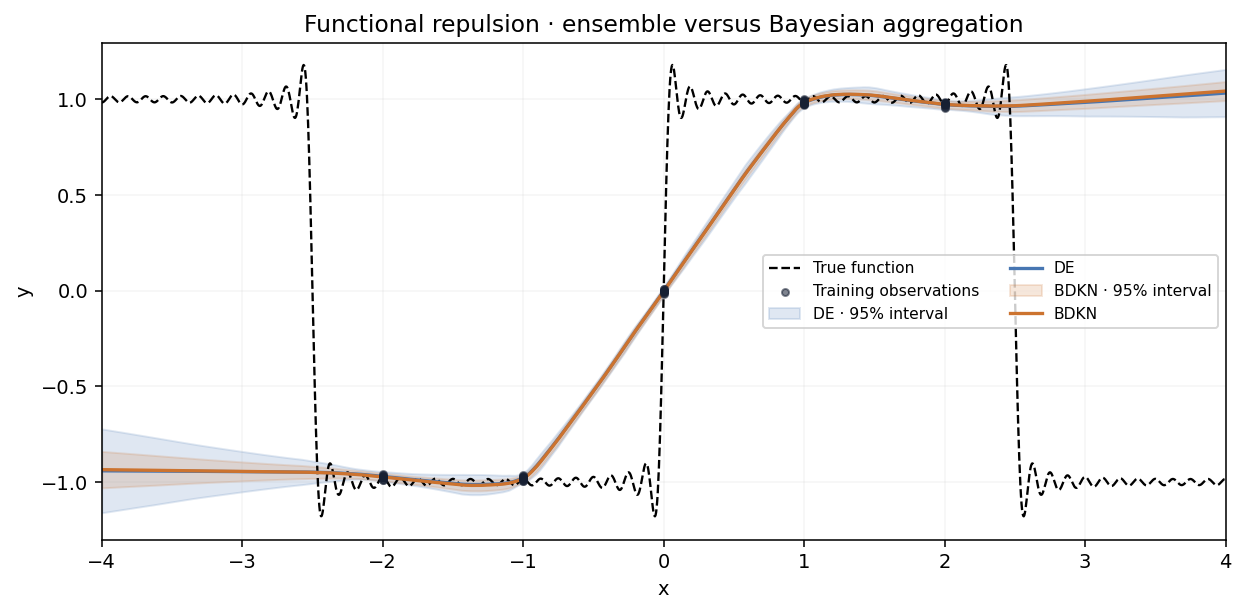 Functional repulsion · ensemble versus Bayesian aggregation
y
1.0
0.5
0.0
−0.5
−1.0
True function
Training observations
DE · 95% interval
DE
BDKN · 95% interval
BDKN
−4 −3 −2 −1 0 1 2 3 4
x